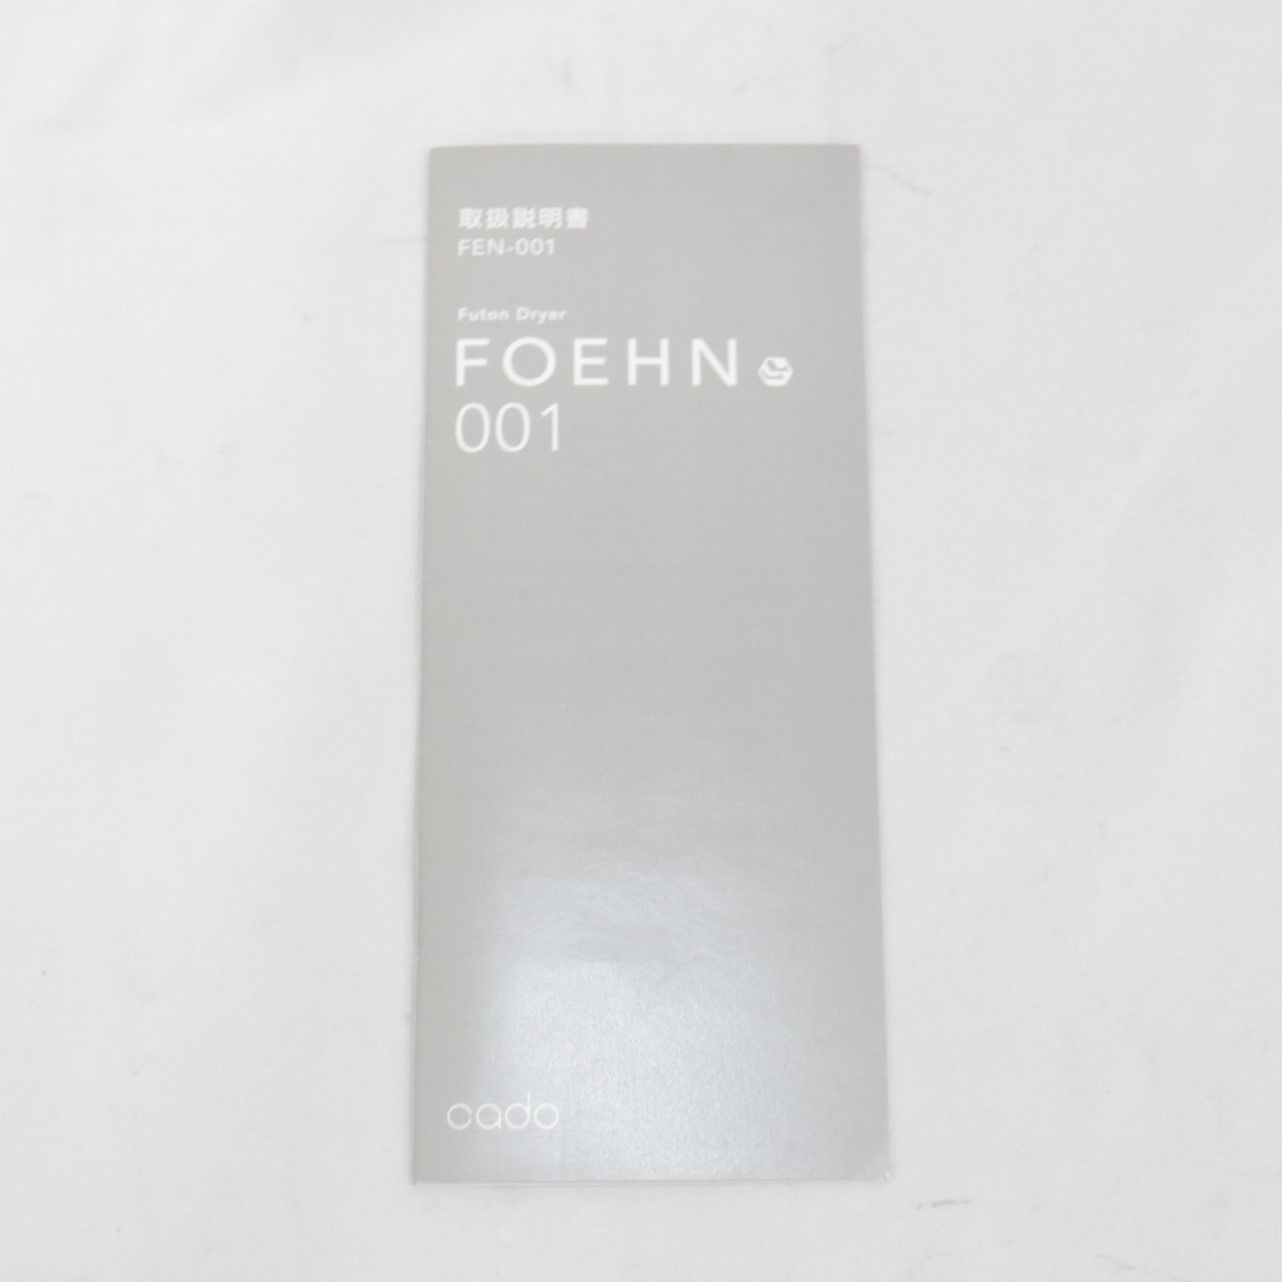 取扱説明書
FEN-001
Futon Dryer
FOEHN
001
cado